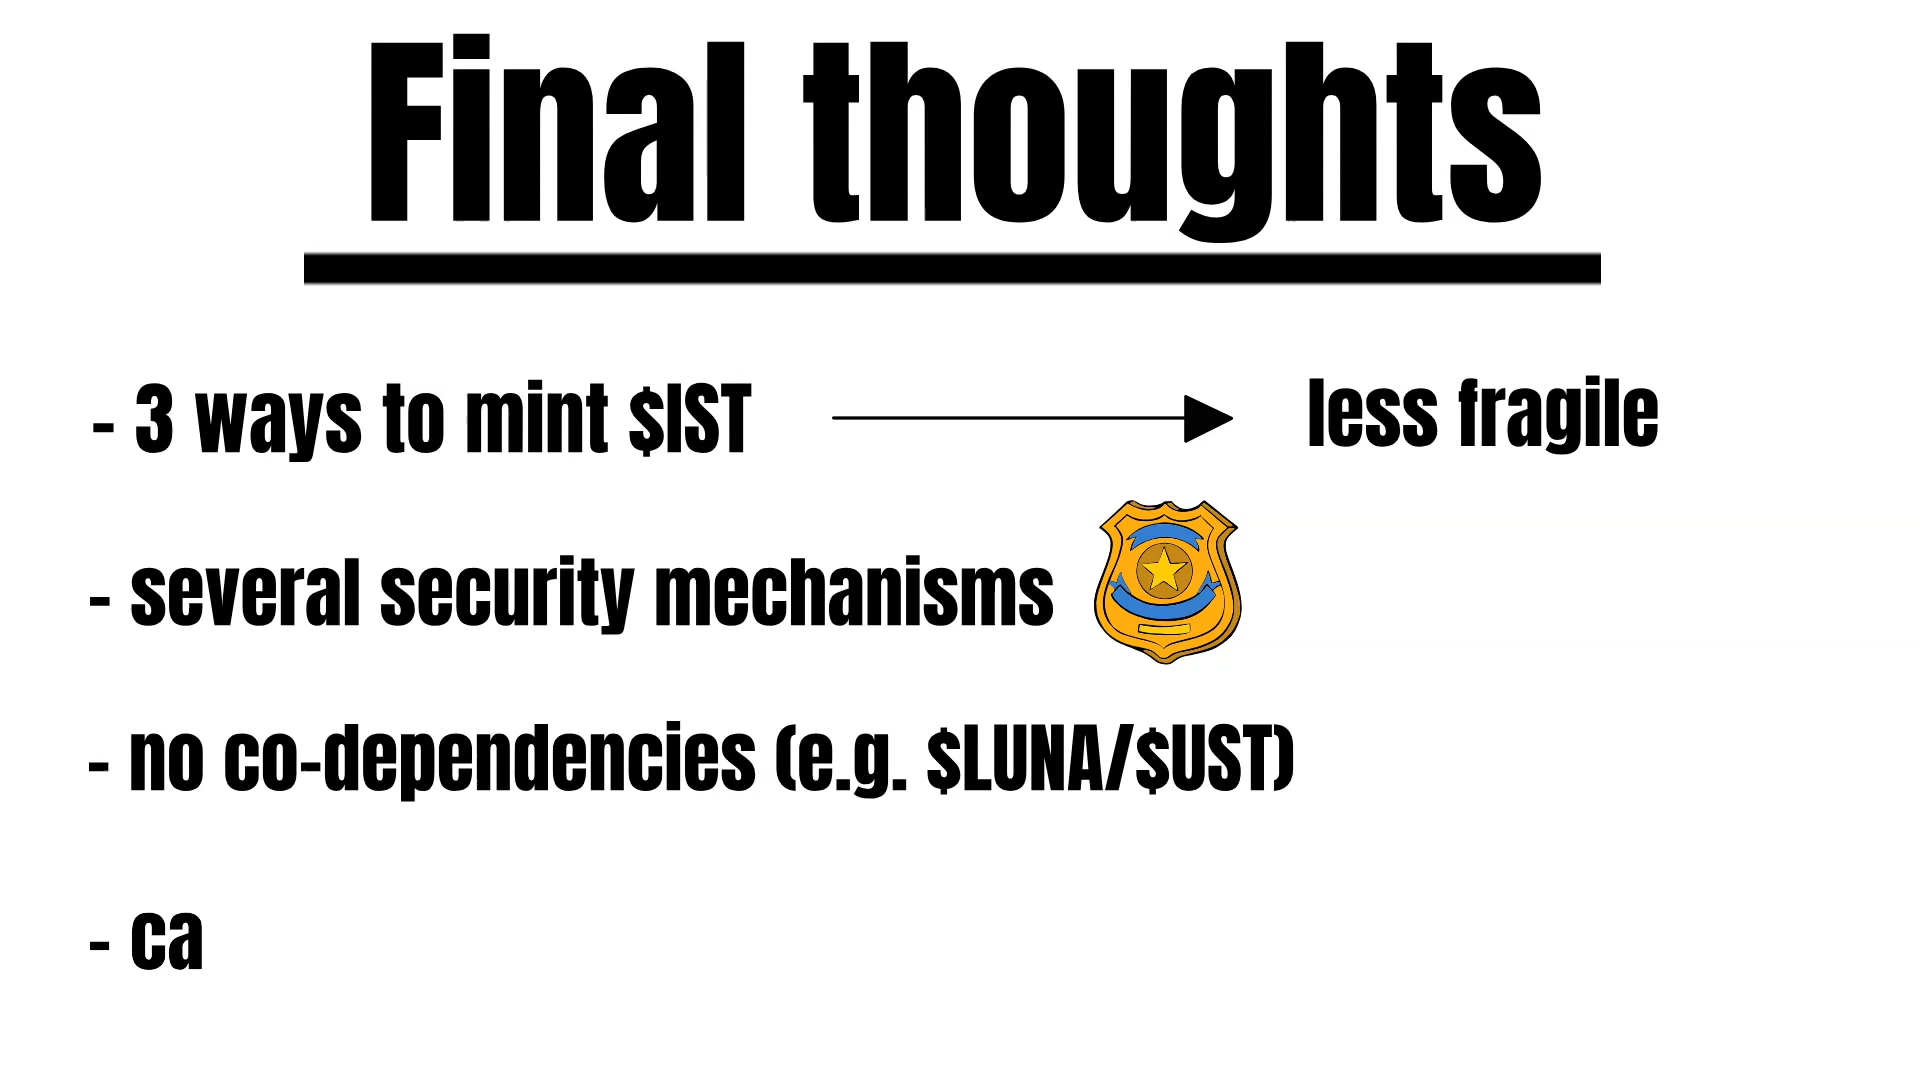 Final thoughts
- 3 ways to mint $IST less fragile
- several security mechanisms
- no co-dependencies (e.g. $LUNA/$UST)
- ca